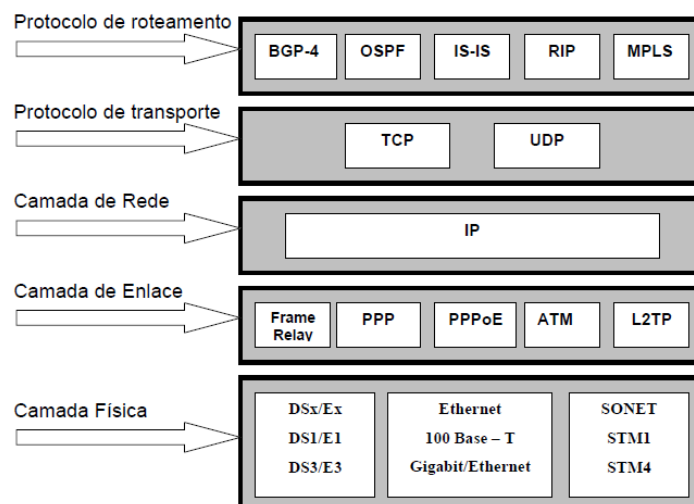 Protocolo de roteamento
BGP-4 OSPF IS-IS RIP MPLS
Protocolo de transporte
TCP UDP
Camada de Rede
IP
Camada de Enlace
Frame
Relay
PPP PPPoE ATM L2TP
Camada Física
DSx/Ex
DS1/E1
DS3/E3
Ethernet
100 Base – T
Gigabit/Ethernet
SONET
STM1
STM4